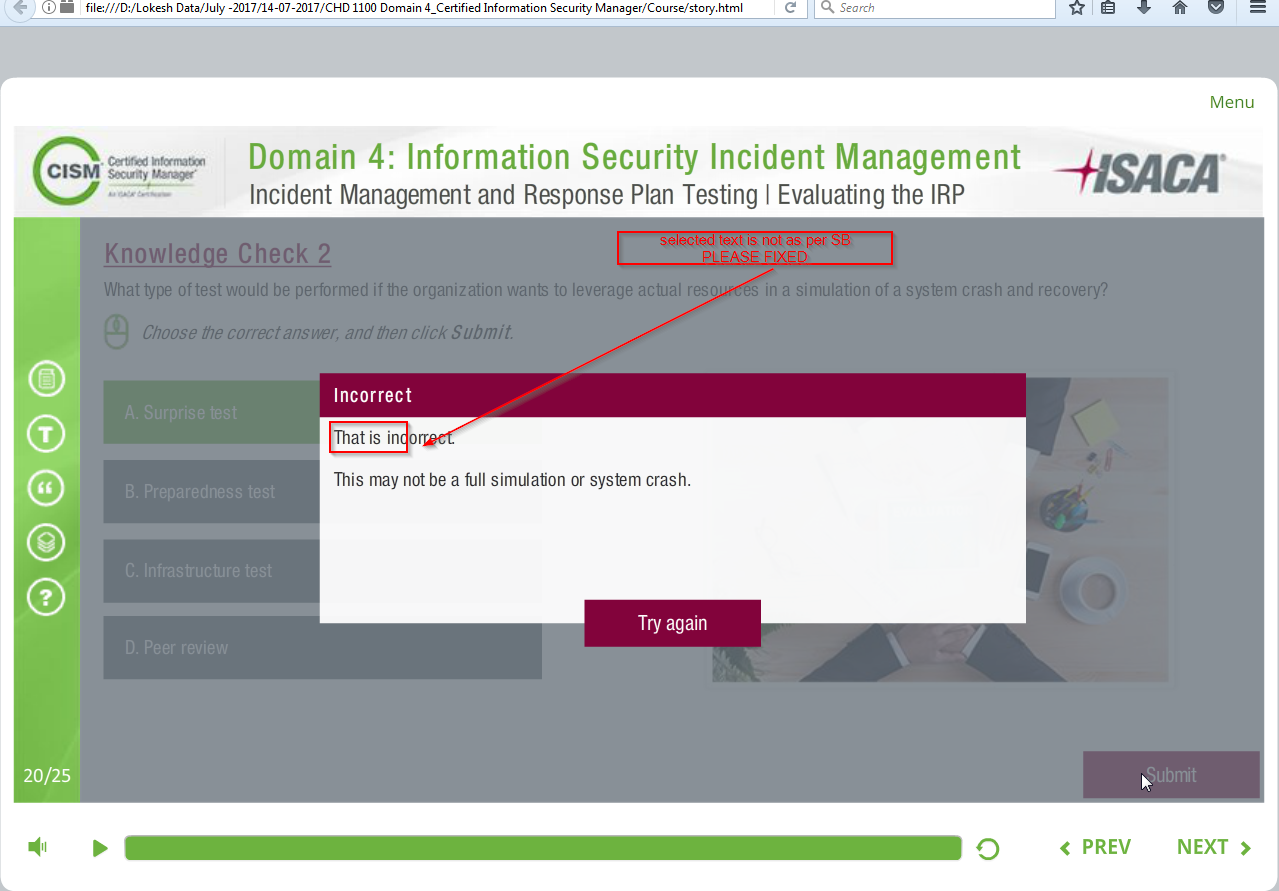 file:///D:/Lokesh Data/July -2017/14-07-2017/CHD 1100 Domain 4_Certified Information Security Manager/Course/story.html
Search
Menu
CISM
Certified Information
Security Manager®
An ISACA® Certification
Domain 4: Information Security Incident Management
Incident Management and Response Plan Testing | Evaluating the IRP
ISACA®
selected text is not as per SB
PLEASE FIXED
Knowledge Check 2
What type of test would be performed if the organization wants to leverage actual resources in a simulation of a system crash and recovery?
Choose the correct answer, and then click Submit.
Incorrect
A. Surprise test
That is incorrect.
T
This may not be a full simulation or system crash.
B. Preparedness test
C. Infrastructure test
?
Try again
D. Peer review
20/25
Submit
PREV
NEXT